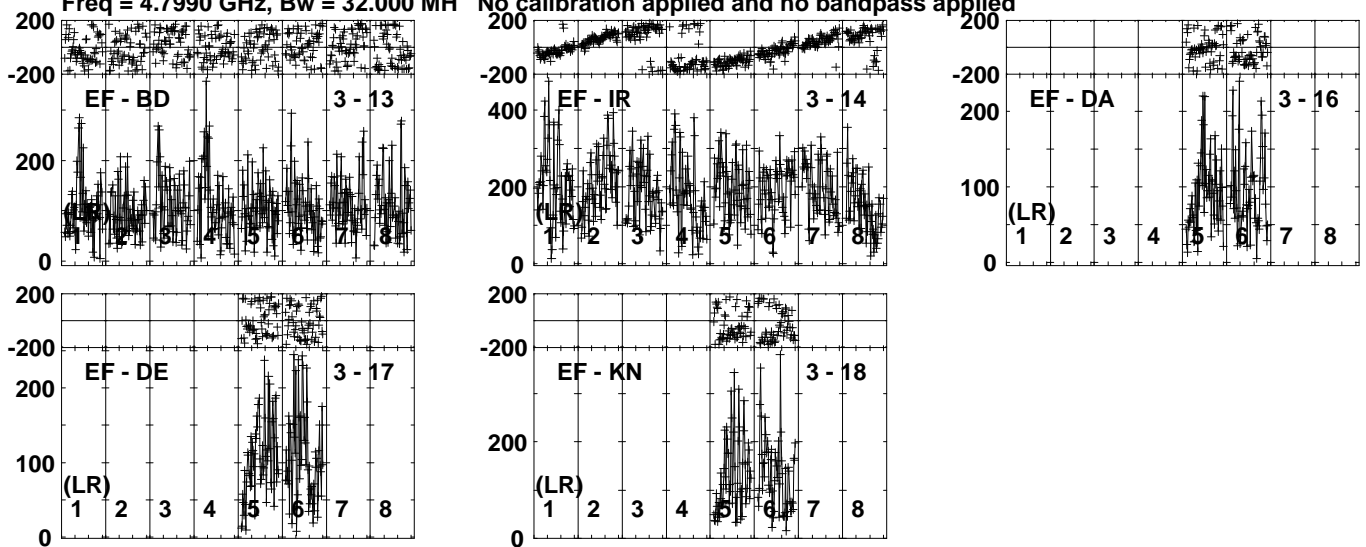 Freq = 4.7990 GHz, Bw = 32.000 MH No calibration applied and no bandpass applied
200
-200
EF - BD 3 - 13
200
(LR)
1 2 3 4 5 6 7 8
0
200
-200
EF - IR 3 - 14
400
300
200
100
(LR)
1 2 3 4 5 6 7 8
0
200
-200
EF - DA 3 - 16
200
100
(LR)
1 2 3 4 5 6 7 8
0
200
-200
EF - DE 3 - 17
200
100
(LR)
1 2 3 4 5 6 7 8
0
200
-200
EF - KN 3 - 18
200
(LR)
1 2 3 4 5 6 7 8
0